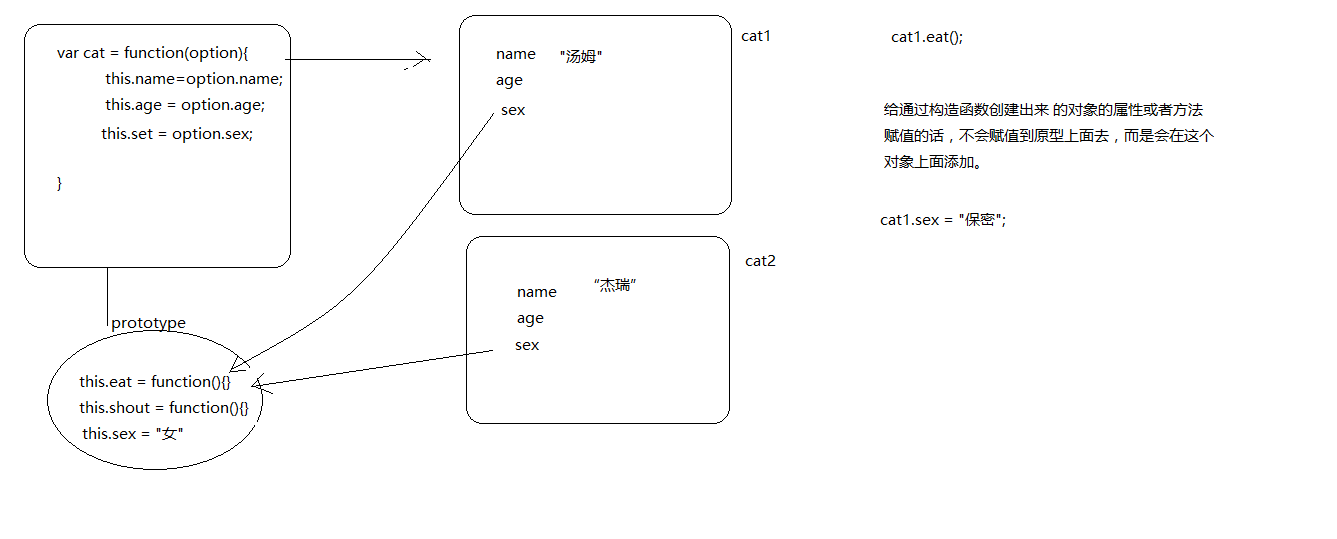 var cat = function(option){
this.name=option.name;
this.age = option.age;
this.set = option.sex;
}
prototype
this.eat = function(){}
this.shout = function(){}
this.sex = "女"
name "汤姆"
age
sex
cat1
name “杰瑞”
age
sex
cat2
cat1.eat();
给通过构造函数创建出来 的对象的属性或者方法
赋值的话，不会赋值到原型上面去，而是会在这个
对象上面添加。
cat1.sex = "保密";